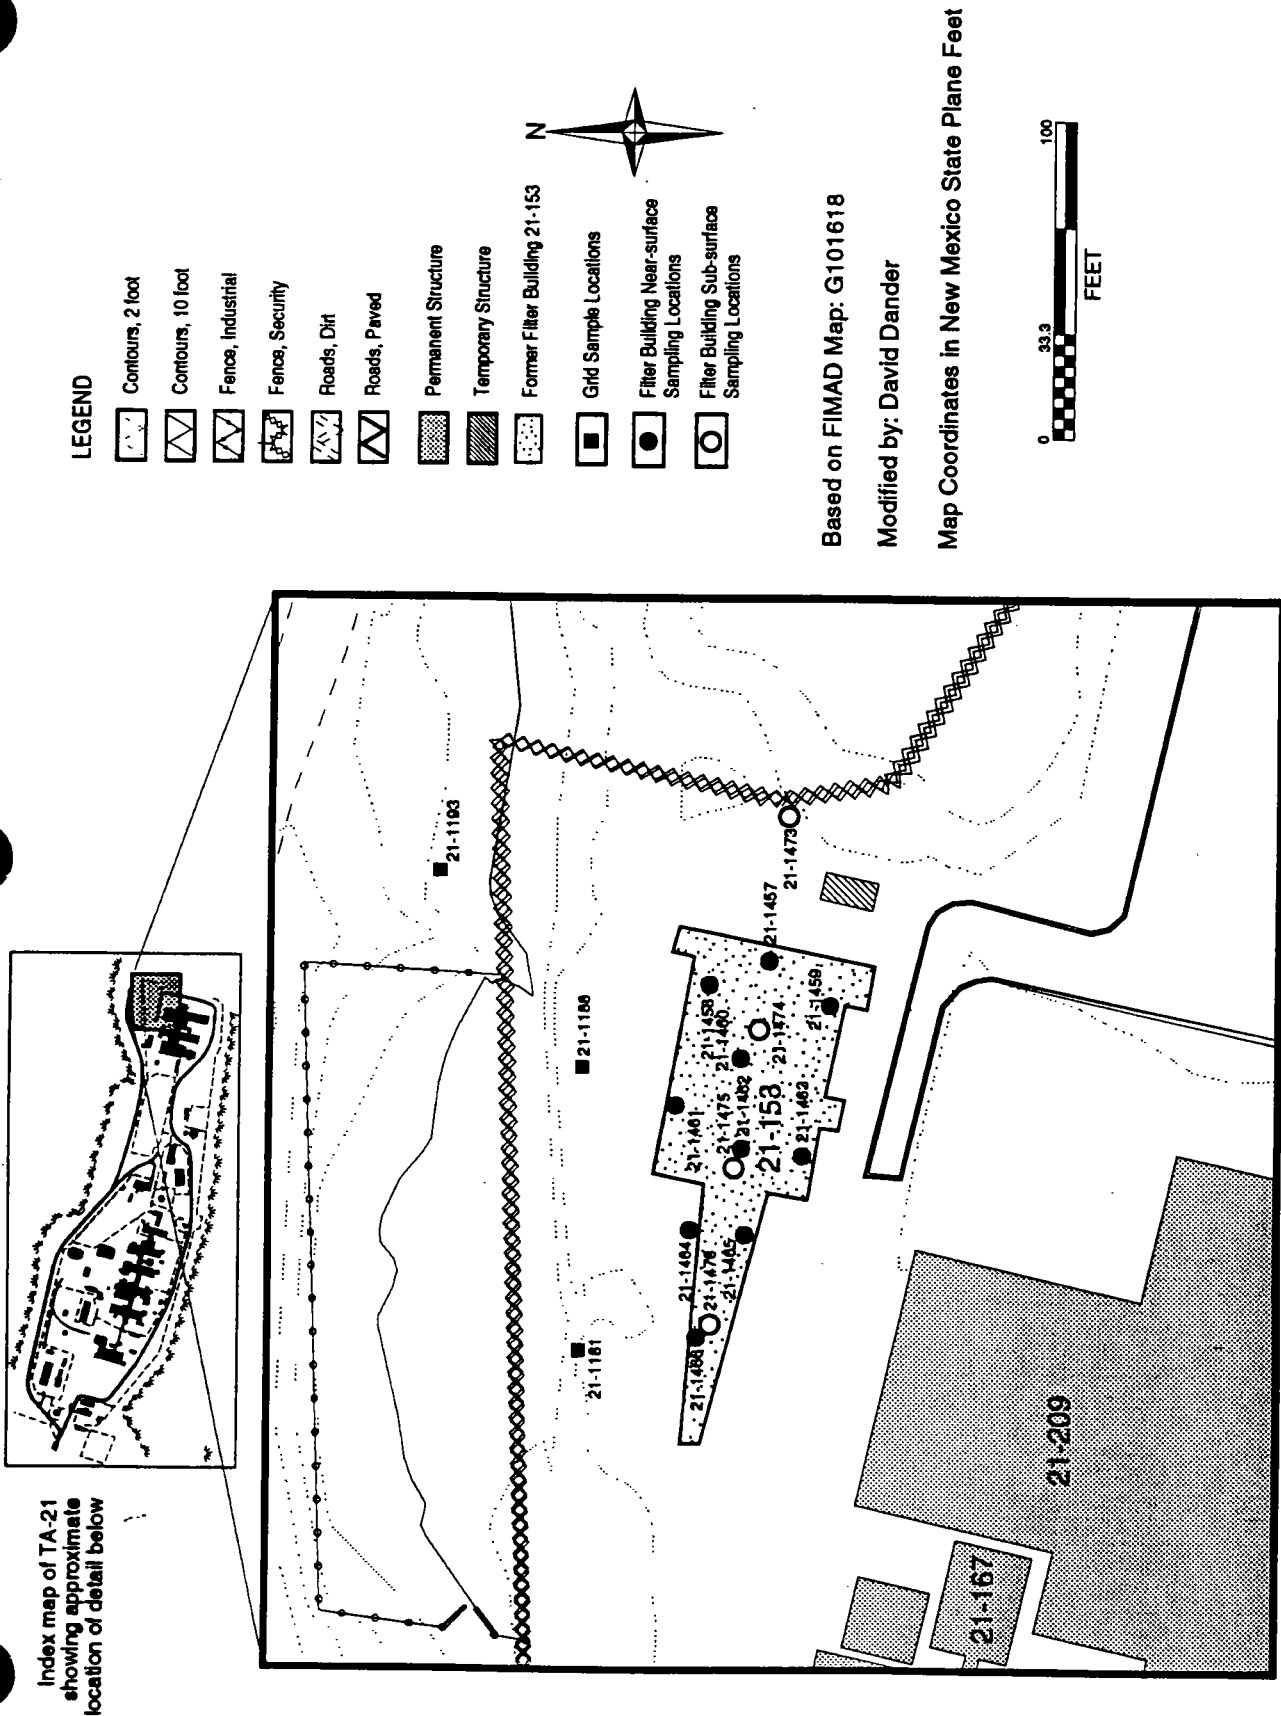 Index map of TA-21
showing approximate
location of detail below
21-1193
21-1188
21-1181
21-1473
21-1457
21-1458
21-1460
21-1459
21-1474
21-1461
21-1475
21-1462
21-153
21-1463
21-1464
21-1476
21-1465
21-1466
21-209
21-167
LEGEND
Contours, 2 foot
Contours, 10 foot
Fence, Industrial
Fence, Security
Roads, Dirt
Roads, Paved
Permanent Structure
Temporary Structure
Former Filter Building 21-153
Grid Sample Locations
Filter Building Near-surface
Sampling Locations
Filter Building Sub-surface
Sampling Locations
N
Based on FIMAD Map: G101618
Modified by: David Dander
Map Coordinates in New Mexico State Plane Feet
0 33.3 100
FEET